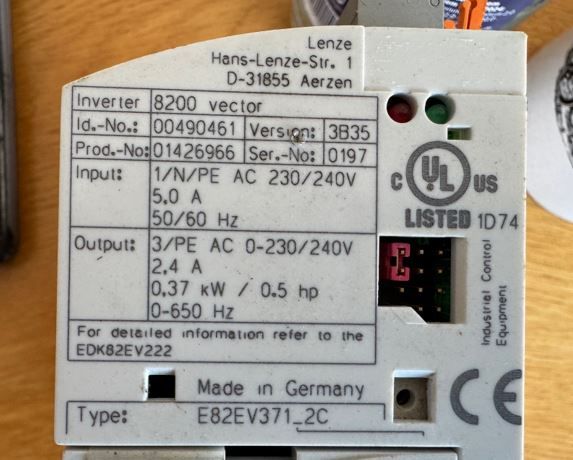 Lenze
Hans-Lenze-Str. 1
D-31855 Aerzen
Inverter 8200 vector
Id.-No.: 00490461 Version: 3B35
Prod.-No: 01426966 Ser.-No: 0197
Input: 1/N/PE AC 230/240V
5.0 A
50/60 Hz
Output: 3/PE AC 0-230/240V
2.4 A
0.37 kW / 0.5 hp
0-650 Hz
For detailed information refer to the
EDK82EV222
Made in Germany
Type: E82EV371_2C
C UL US
LISTED 1D74
Industrial Control
Equipment
CE